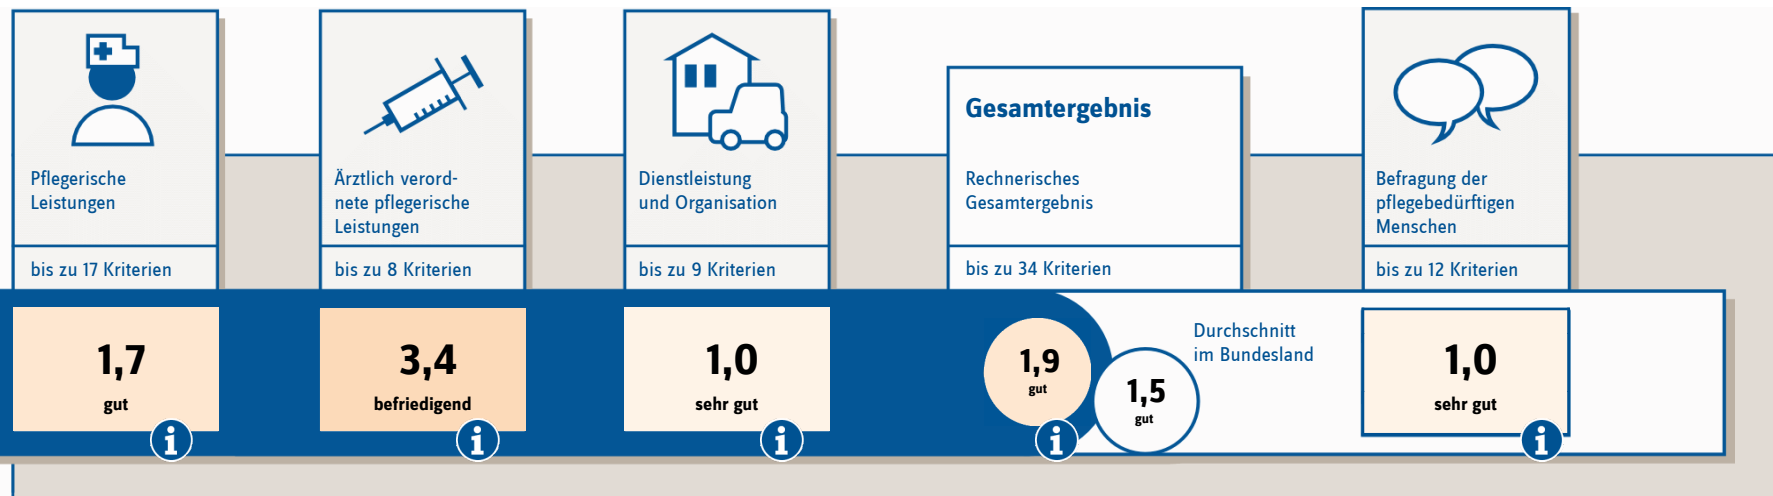 Pflegerische
Leistungen
bis zu 17 Kriterien
1,7
gut
i
Ärztlich verord-
nete pflegerische
Leistungen
bis zu 8 Kriterien
3,4
befriedigend
i
Dienstleistung
und Organisation
bis zu 9 Kriterien
1,0
sehr gut
i
Gesamtergebnis
Rechnerisches
Gesamtergebnis
bis zu 34 Kriterien
1,9
gut
i
1,5
gut
Durchschnitt
im Bundesland
Befragung der
pflegebedürftigen
Menschen
bis zu 12 Kriterien
1,0
sehr gut
i